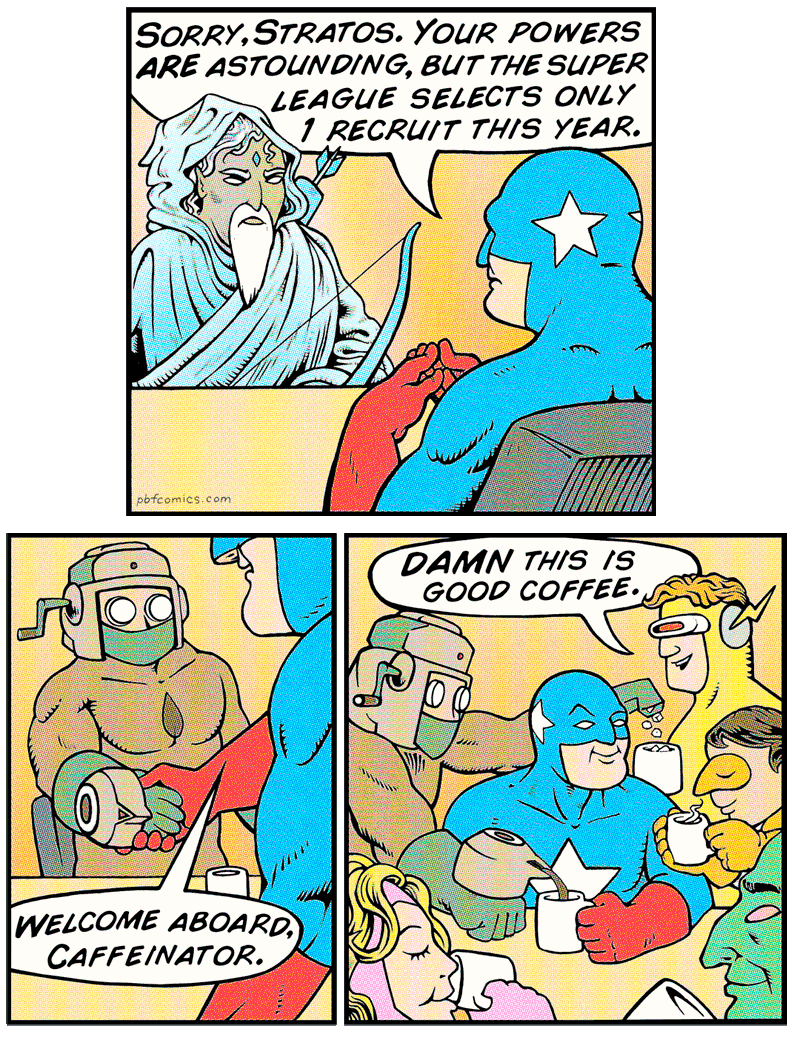 SORRY, STRATOS. YOUR POWERS
ARE ASTOUNDING, BUT THE SUPER
LEAGUE SELECTS ONLY
1 RECRUIT THIS YEAR.
pbfcomics.com
WELCOME ABOARD,
CAFFEINATOR.
DAMN THIS IS
GOOD COFFEE.